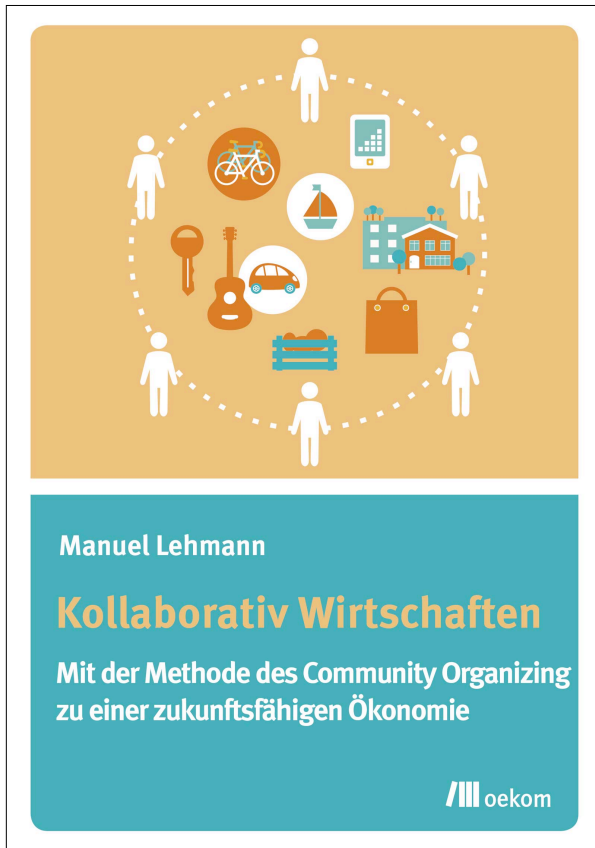 Manuel Lehmann
Kollaborativ Wirtschaften
Mit der Methode des Community Organizing
zu einer zukunftsfähigen Ökonomie
oekom